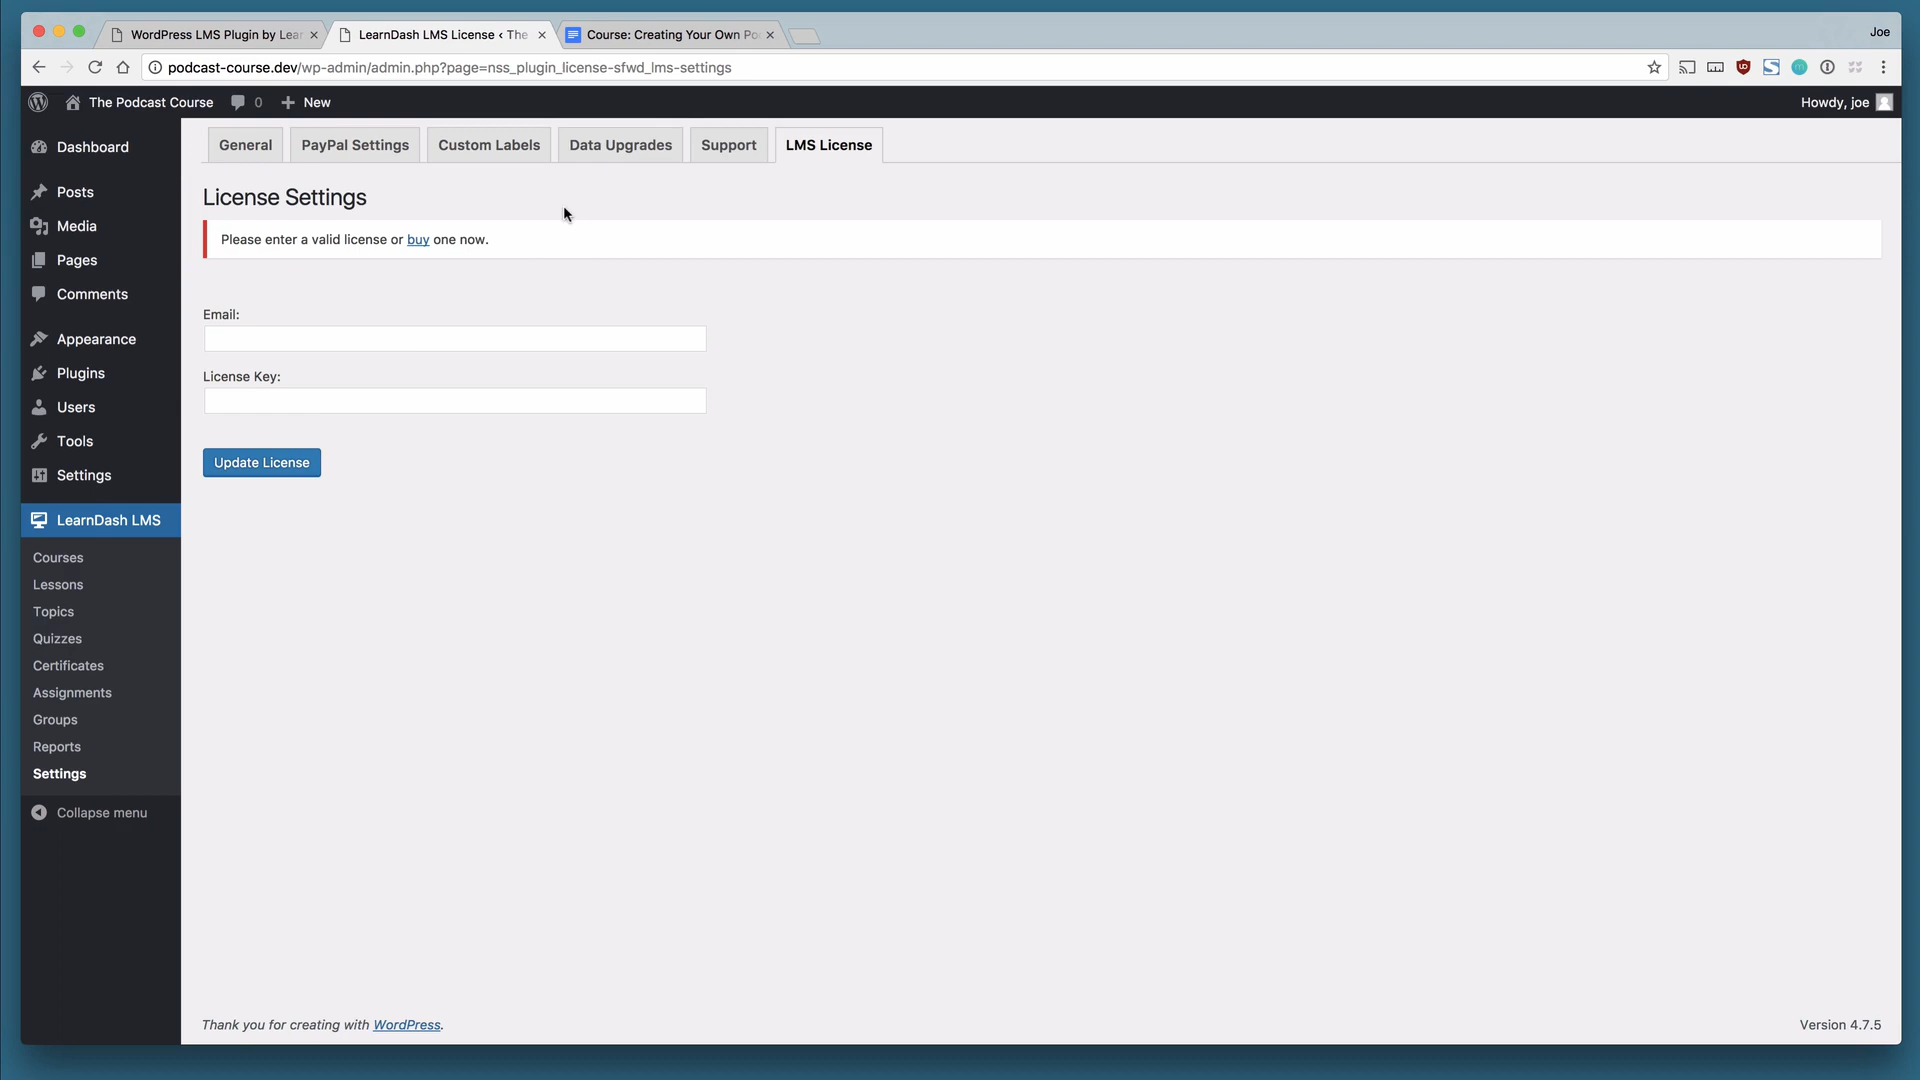 WordPress LMS Plugin by Lear
LearnDash LMS License ‹ The
Course: Creating Your Own Po
Joe
podcast-course.dev/wp-admin/admin.php?page=nss_plugin_license-sfwd_lms-settings
The Podcast Course
0
New
Howdy, joe
Dashboard
Posts
Media
Pages
Comments
Appearance
Plugins
Users
Tools
Settings
LearnDash LMS
Courses
Lessons
Topics
Quizzes
Certificates
Assignments
Groups
Reports
Settings
Collapse menu
General
PayPal Settings
Custom Labels
Data Upgrades
Support
LMS License
License Settings
Please enter a valid license or buy one now.
Email:
License Key:
Update License
Thank you for creating with WordPress.
Version 4.7.5